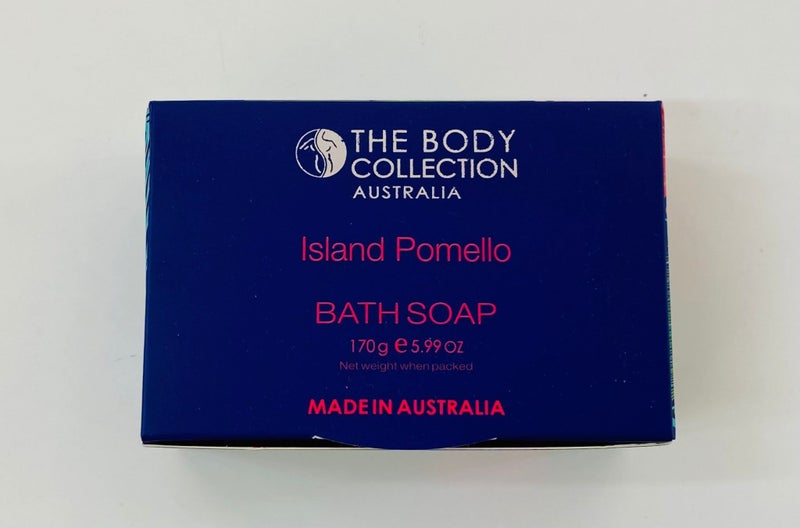 THE BODY
COLLECTION
AUSTRALIA
Island Pomello
BATH SOAP
170g ℮ 5.99 OZ
Net weight when packed
MADE IN AUSTRALIA